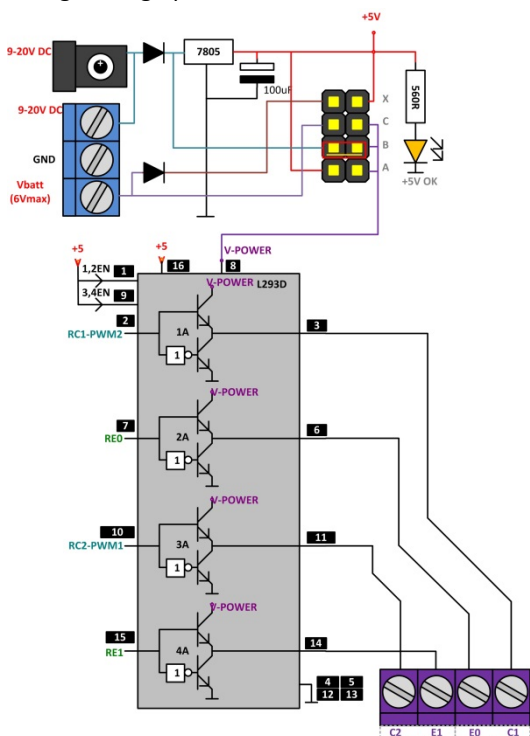 +5V
9-20V DC
7805
100uF
560R
X
C
B
A
9-20V DC
GND
Vbatt
(6Vmax)
+5V OK
+5
+5
V-POWER
1,2EN
1
16
8
L293D
3,4EN
9
V-POWER
2
3
RC1-PWM2
1A
1
V-POWER
7
6
RE0
2A
1
V-POWER
10
11
RC2-PWM1
3A
1
V-POWER
15
14
RE1
4A
1
4 5
12 13
C2 E1 E0 C1